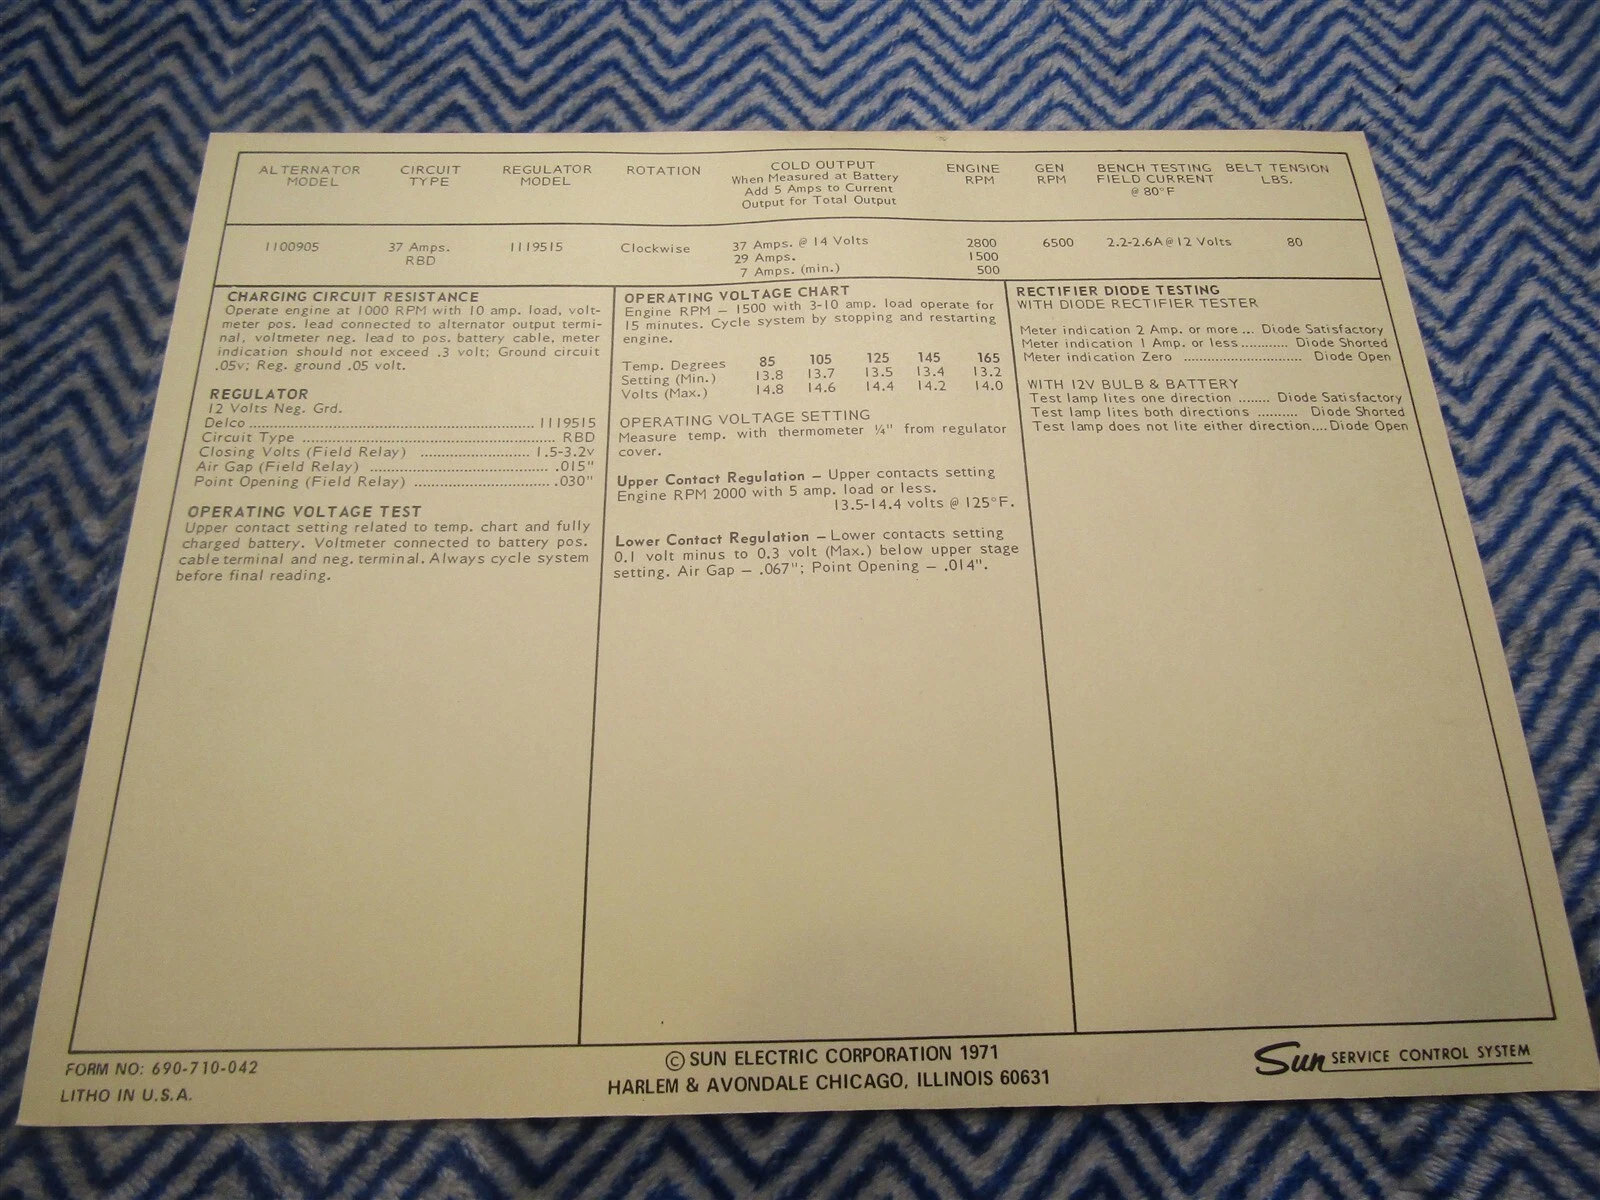 ALTERNATOR MODEL
CIRCUIT TYPE
REGULATOR MODEL
ROTATION
COLD OUTPUT
When Measured at Battery
Add 5 Amps to Current
Output for Total Output
ENGINE RPM
GEN RPM
BENCH TESTING
FIELD CURRENT
@ 80°F
BELT TENSION
LBS.
1100905
37 Amps.
RBD
1119515
Clockwise
37 Amps. @ 14 Volts 2800
29 Amps. 1500
7 Amps. (min.) 500
6500
2.2-2.6A@12 Volts
80
CHARGING CIRCUIT RESISTANCE
Operate engine at 1000 RPM with 10 amp. load, volt-
meter pos. lead connected to alternator output termi-
nal, voltmeter neg. lead to pos. battery cable, meter
indication should not exceed .3 volt; Ground circuit
.05v; Reg. ground .05 volt.
REGULATOR
12 Volts Neg. Grd.
Delco ........ 1119515
Circuit Type ........ RBD
Closing Volts (Field Relay) ........ 1.5-3.2v
Air Gap (Field Relay) ........ .015"
Point Opening (Field Relay) ........ .030"
OPERATING VOLTAGE TEST
Upper contact setting related to temp. chart and fully
charged battery. Voltmeter connected to battery pos.
cable terminal and neg. terminal. Always cycle system
before final reading.
OPERATING VOLTAGE CHART
Engine RPM – 1500 with 3-10 amp. load operate for
15 minutes. Cycle system by stopping and restarting
engine.
Temp. Degrees 85 105 125 145 165
Setting (Min.) 13.8 13.7 13.5 13.4 13.2
Volts (Max.) 14.8 14.6 14.4 14.2 14.0
OPERATING VOLTAGE SETTING
Measure temp. with thermometer ¼" from regulator
cover.
Upper Contact Regulation – Upper contacts setting
Engine RPM 2000 with 5 amp. load or less.
13.5-14.4 volts @ 125°F.
Lower Contact Regulation – Lower contacts setting
0.1 volt minus to 0.3 volt (Max.) below upper stage
setting. Air Gap – .067"; Point Opening – .014".
RECTIFIER DIODE TESTING
WITH DIODE RECTIFIER TESTER
Meter indication 2 Amp. or more ... Diode Satisfactory
Meter indication 1 Amp. or less ........... Diode Shorted
Meter indication Zero ........................ Diode Open
WITH 12V BULB & BATTERY
Test lamp lites one direction ........ Diode Satisfactory
Test lamp lites both directions .......... Diode Shorted
Test lamp does not lite either direction.... Diode Open
FORM NO: 690-710-042
LITHO IN U.S.A.
© SUN ELECTRIC CORPORATION 1971
HARLEM & AVONDALE CHICAGO, ILLINOIS 60631
Sun SERVICE CONTROL SYSTEM